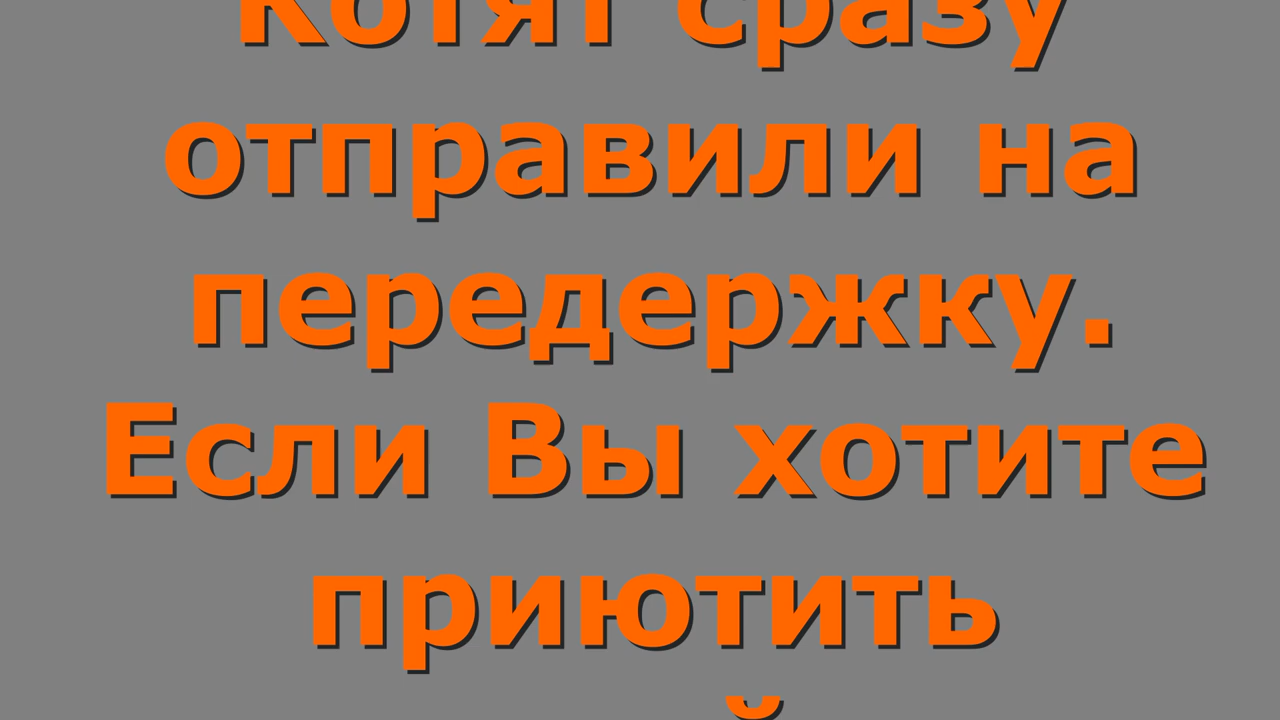 Котят сразу
отправили на
передержку.
Если Вы хотите
приютить